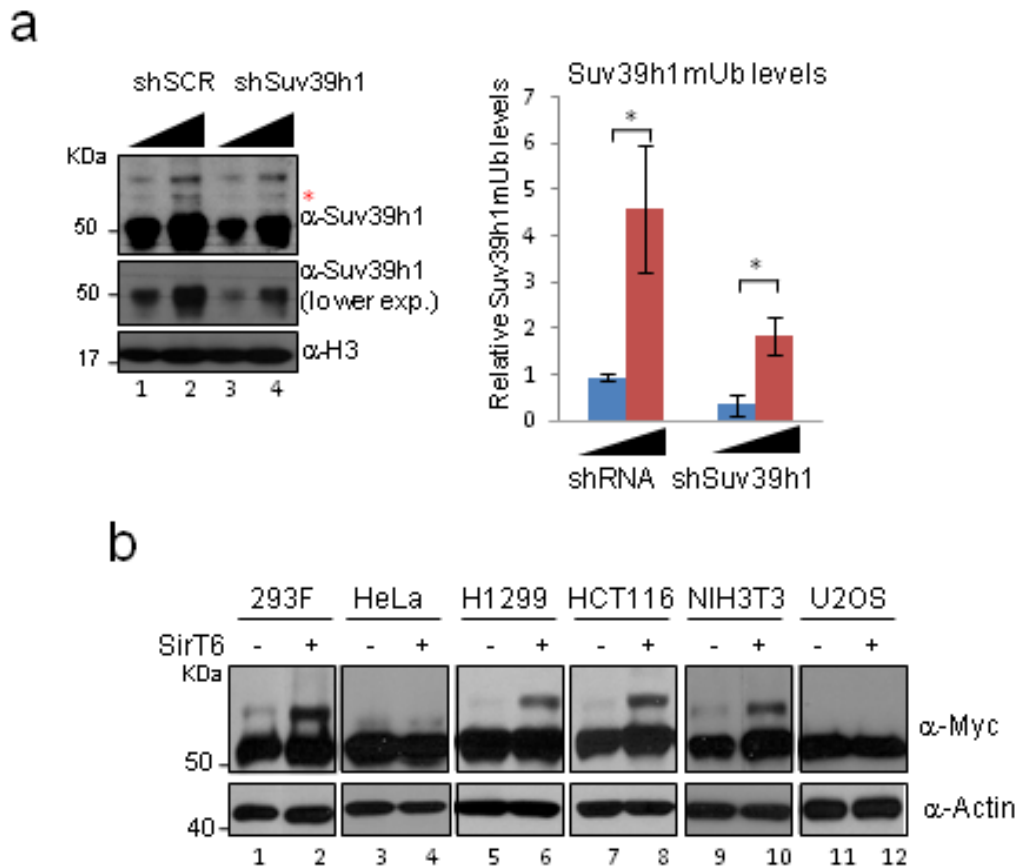 a
shSCR shSuv39h1
KDa
*
α-Suv39h1
50
α-Suv39h1
50
(lower exp.)
α-H3
17
1 2 3 4
Suv39h1mUb levels
Relative Suv39h1mUb levels
7
6
5
4
3
2
1
0
*
*
shRNA shSuv39h1
b
293F HeLa H1299 HCT116 NIH3T3 U2OS
SirT6 - + - + - + - + - + - +
KDa
α-Myc
50
α-Actin
40
1 2 3 4 5 6 7 8 9 10 11 12